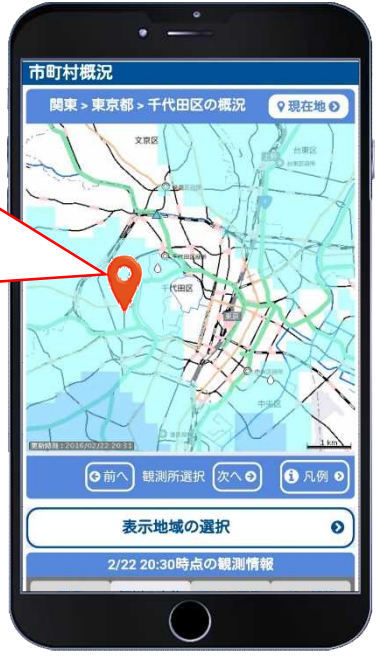 市町村概況
関東 > 東京都 > 千代田区の概況
現在地
文京区
台東区
千代田区
東京
中央区
更新時刻：2016/02/22 20:31
1 km
前へ 観測所選択 次へ 凡例
表示地域の選択
2/22 20:30時点の観測情報